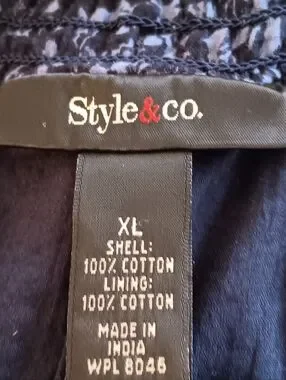 Style&co.
XL
SHELL:
100% COTTON
LINING:
100% COTTON
MADE IN
INDIA
WPL 8046